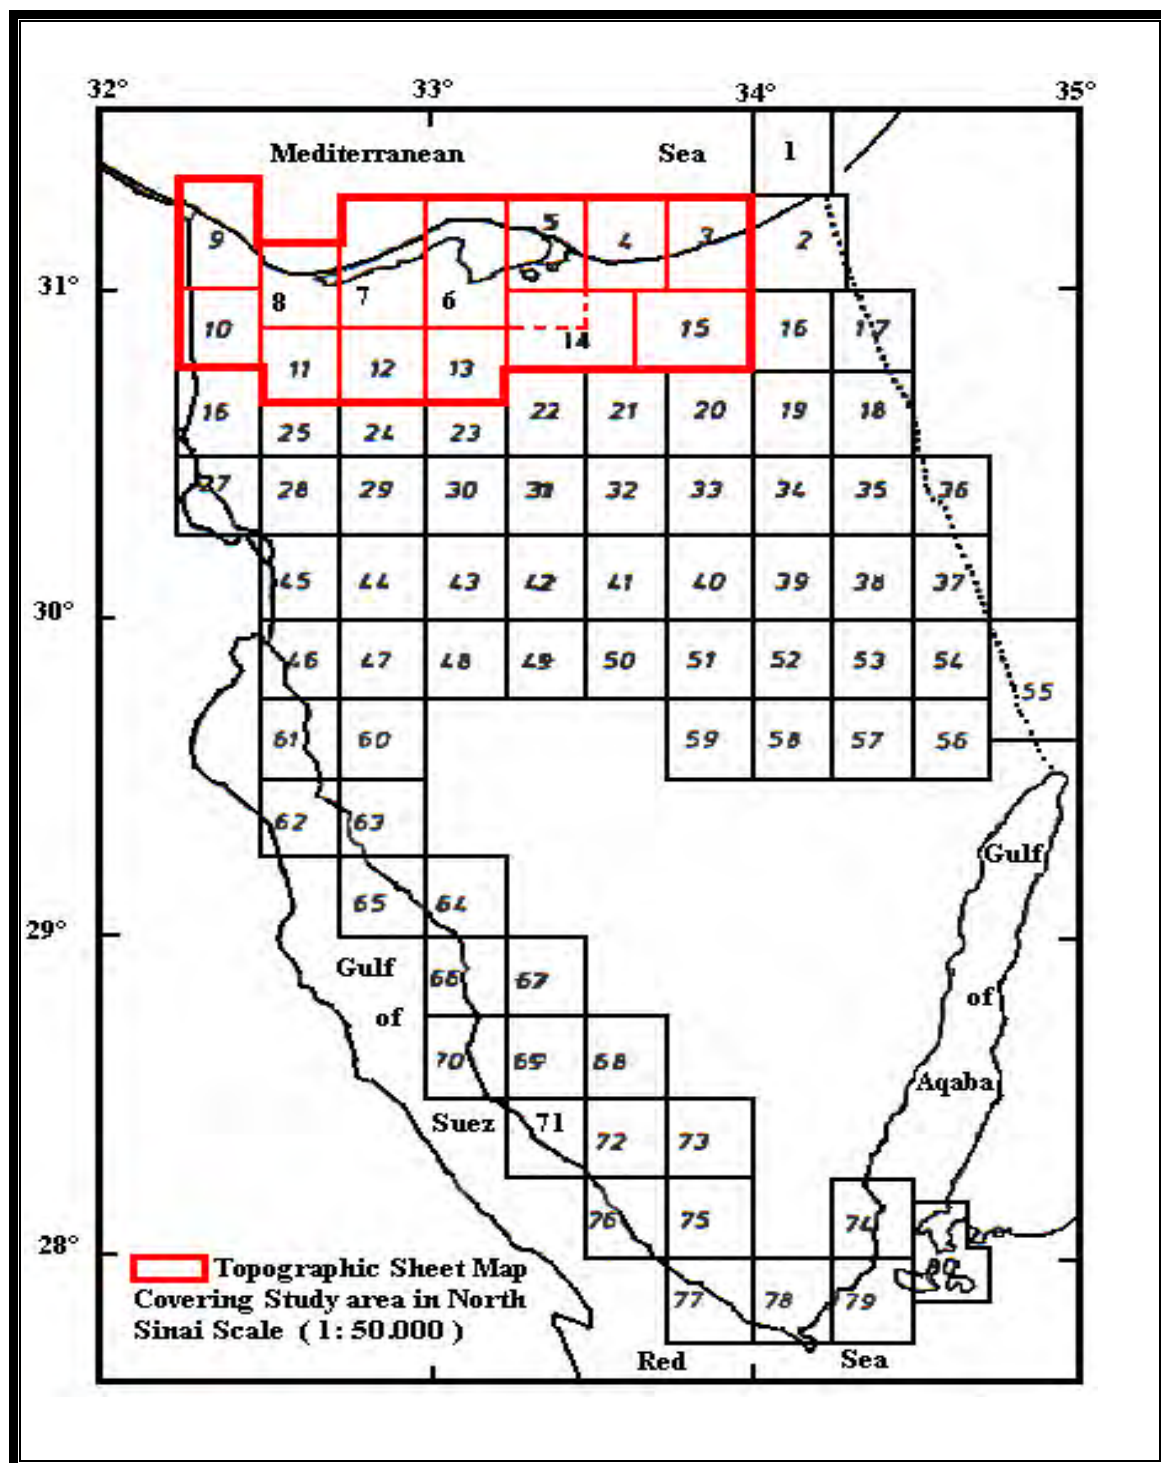 32° 33° 34° 35°
Mediterranean Sea 1
9 5 4 3 2
31°
8 7 6
10 14 15 16 17
11 12 13
16 22 21 20 19 18
25 24 23
27 28 29 30 31 32 33 34 35 36
45 44 43 42 41 40 39 38 37
30°
46 47 48 49 50 51 52 53 54
55
61 60 59 58 57 56
62 63
Gulf
65 64
29°
Gulf 66 67
of of
70 69 68
Aqaba
Suez 71 72 73
76 75 74
28°
Topographic Sheet Map
Covering Study area in North
Sinai Scale ( 1:50.000 )
80
77 78 79
Red Sea